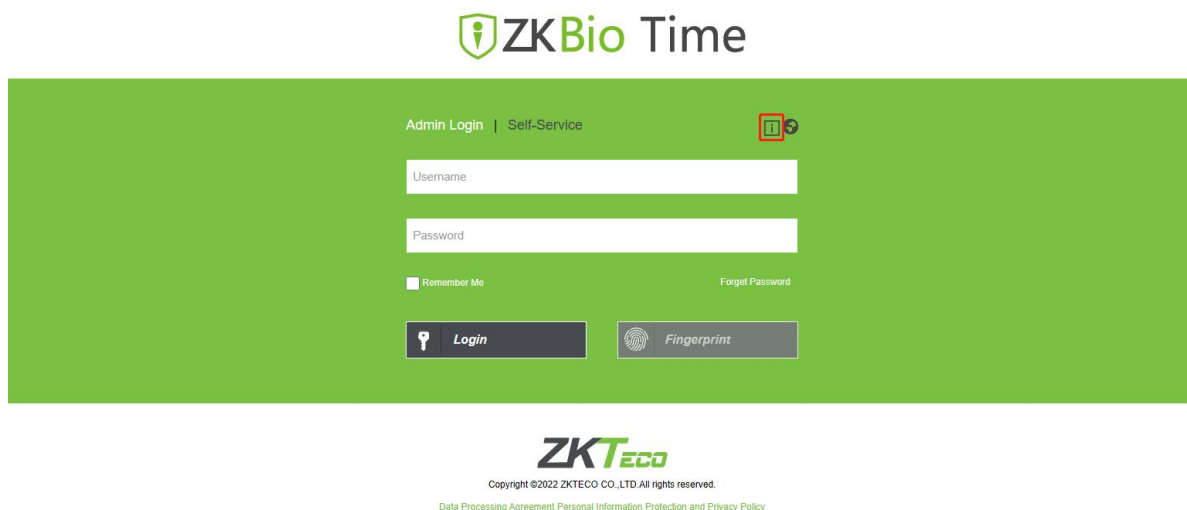 ZKBio Time
Admin Login | Self-Service
i
Username
Password
Remember Me Forget Password
Login Fingerprint
ZKTECO
Copyright ©2022 ZKTECO CO.,LTD.All rights reserved.
Data Processing Agreement Personal Information Protection and Privacy Policy